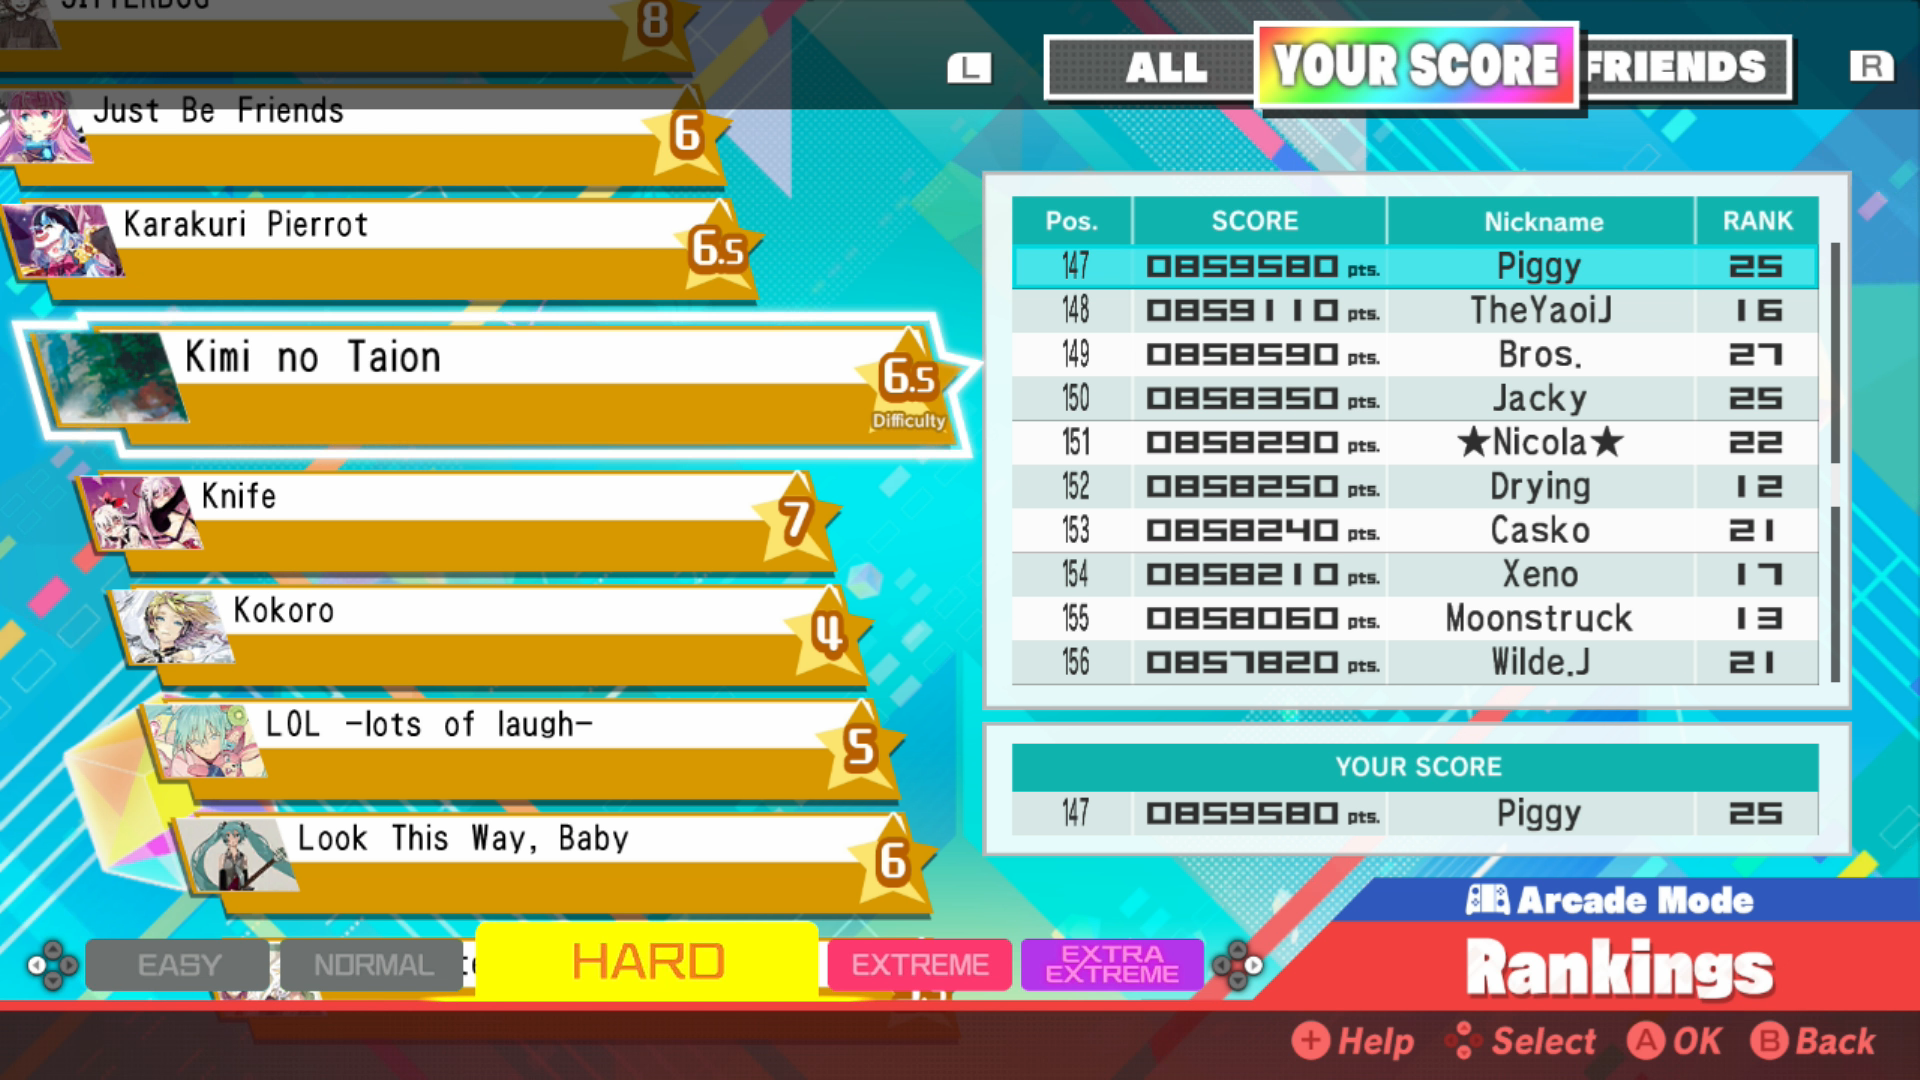 JITTERBUG
8
L
ALL
YOUR SCORE
FRIENDS
R
Just Be Friends
6
Karakuri Pierrot
6.5
Kimi no Taion
6.5
Difficulty
Knife
7
Kokoro
4
LOL -lots of laugh-
5
Look This Way, Baby
6
Pos. SCORE Nickname RANK
147 0859580 pts. Piggy 25
148 0859110 pts. TheYaoiJ 16
149 0858590 pts. Bros. 27
150 0858350 pts. Jacky 25
151 0858290 pts. ★Nicola★ 22
152 0858250 pts. Drying 12
153 0858240 pts. Casko 21
154 0858210 pts. Xeno 17
155 0858060 pts. Moonstruck 13
156 0857820 pts. Wilde.J 21
YOUR SCORE
147 0859580 pts. Piggy 25
Arcade Mode
Rankings
EASY
NORMAL
HARD
EXTREME
EXTRA
EXTREME
+ Help
Select
A OK
B Back